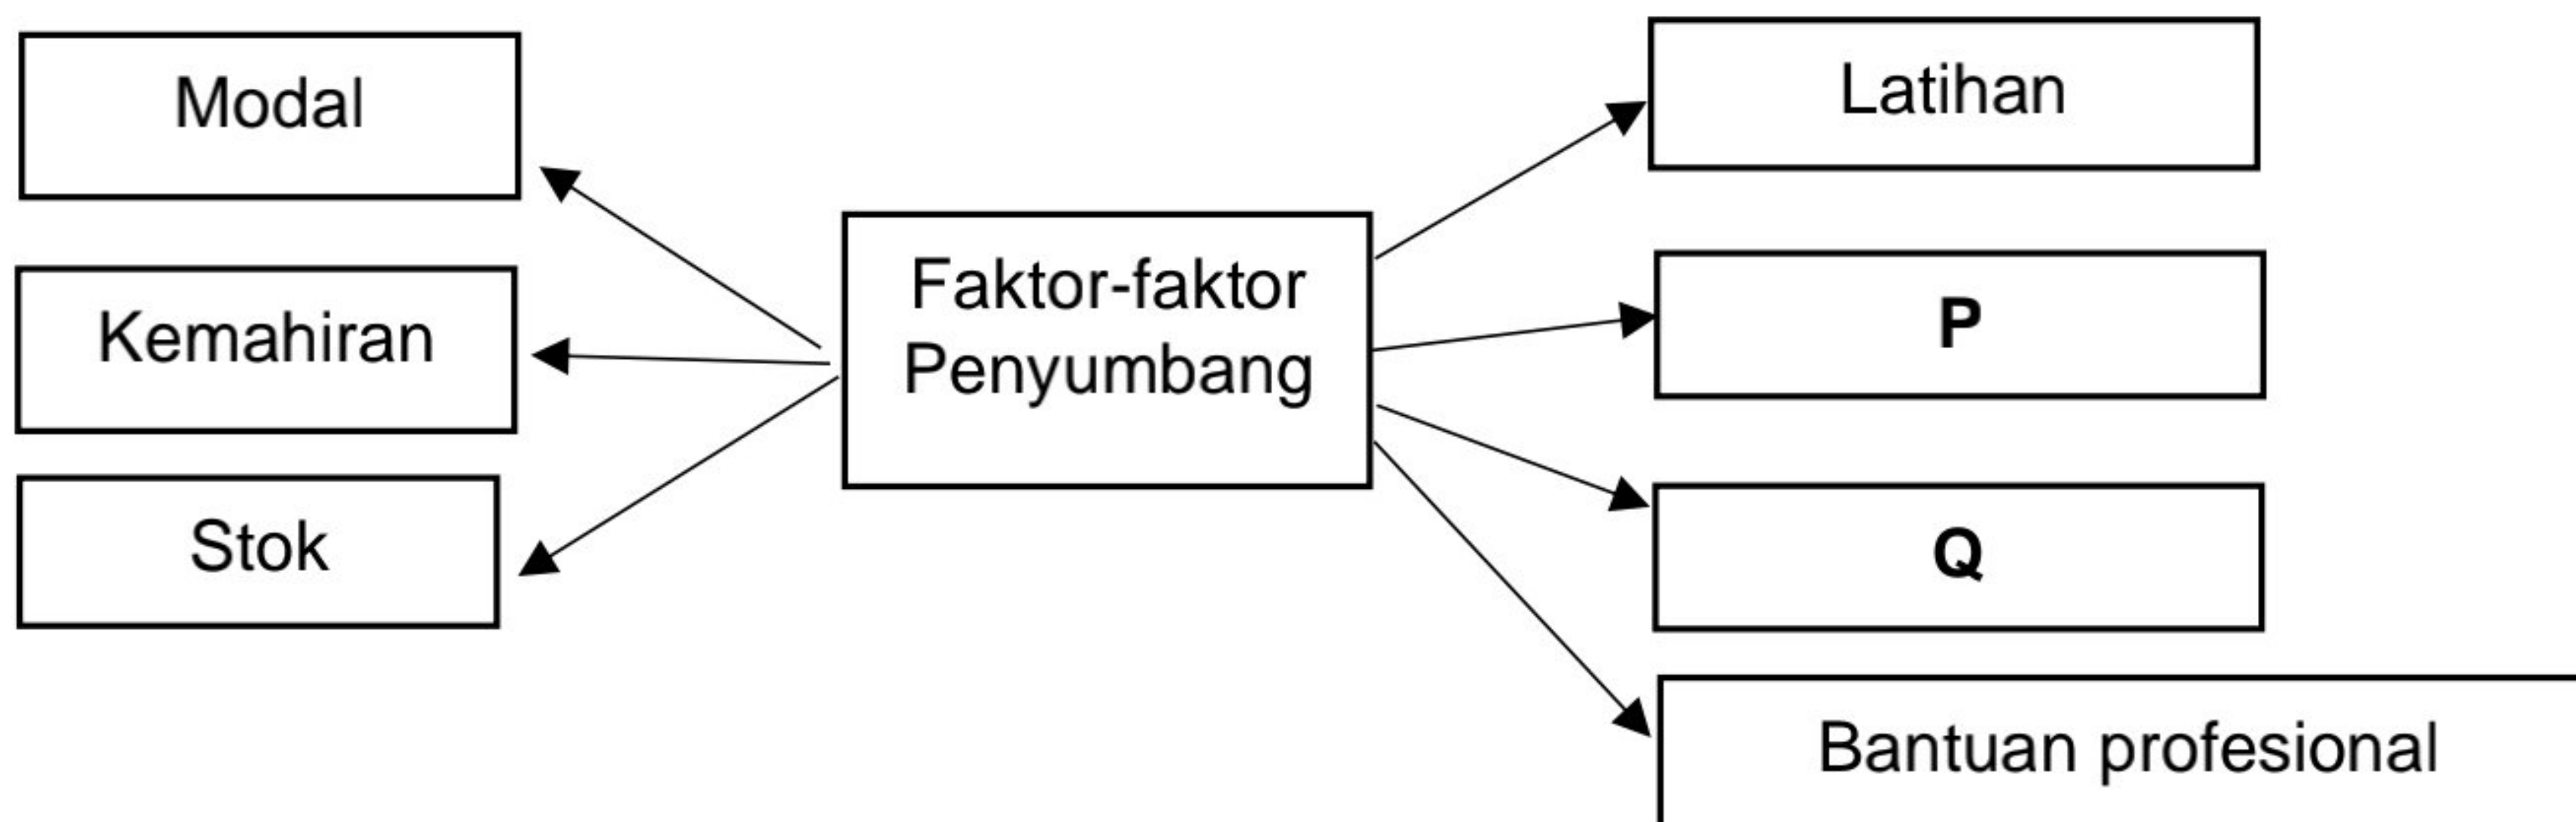 Modal
Kemahiran
Stok
Faktor-faktor
Penyumbang
Latihan
P
Q
Bantuan profesional